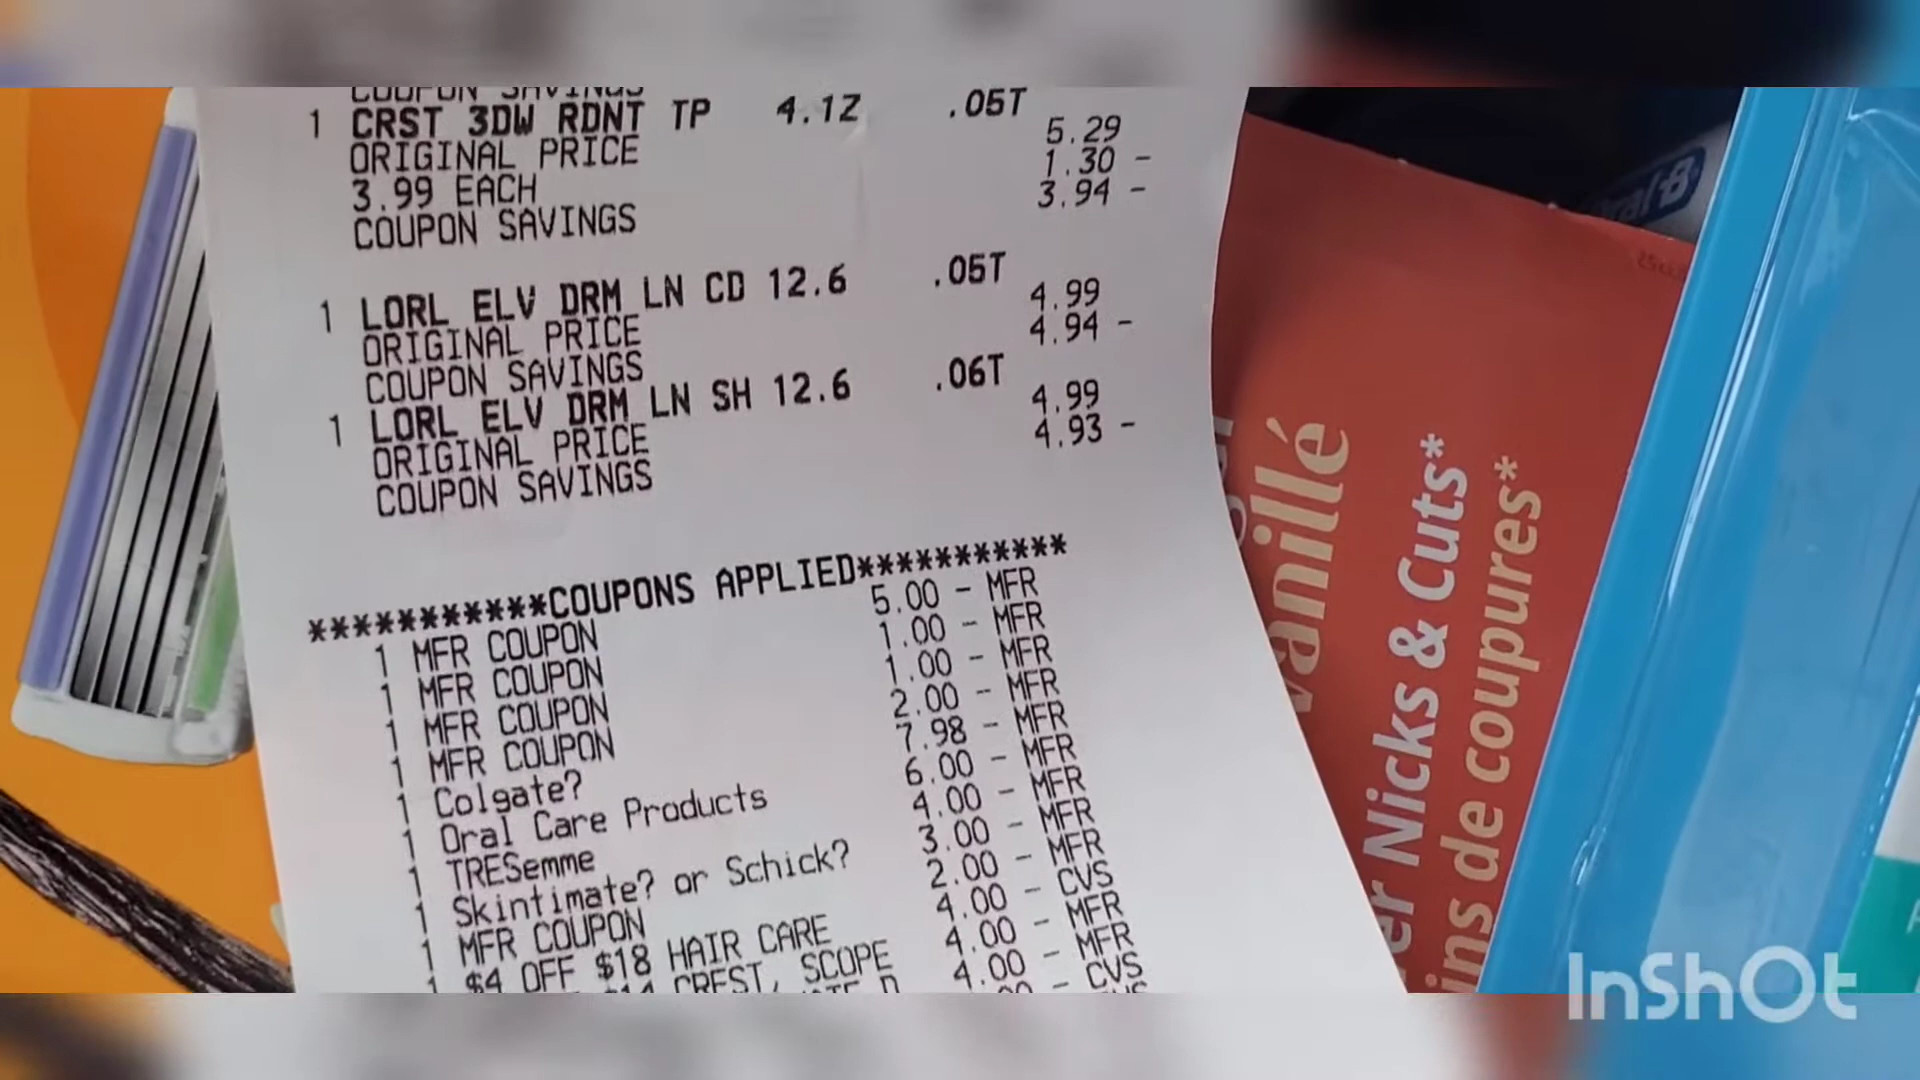 COUPON SAVINGS
1 CRST 3DW RDNT TP 4.1Z .05T
ORIGINAL PRICE 5.29
3.99 EACH 1.30 -
COUPON SAVINGS 3.94 -
1 LORL ELV DRM LN CD 12.6 .05T
ORIGINAL PRICE 4.99
COUPON SAVINGS 4.94 -
1 LORL ELV DRM LN SH 12.6 .06T
ORIGINAL PRICE 4.99
COUPON SAVINGS 4.93 -
***********COUPONS APPLIED***********
1 MFR COUPON 5.00 - MFR
1 MFR COUPON 1.00 - MFR
1 MFR COUPON 1.00 - MFR
1 MFR COUPON 2.00 - MFR
1 Colgate? 7.98 - MFR
1 Oral Care Products 6.00 - MFR
1 TRESemme 4.00 - MFR
1 Skintimate? or Schick? 3.00 - MFR
1 MFR COUPON 2.00 - MFR
1 $4 OFF $18 HAIR CARE 4.00 - CVS
CREST, SCOPE 4.00 - MFR
4.00 - MFR
- CVS
vanillé
Nicks & Cuts*
de coupures*
InShOt